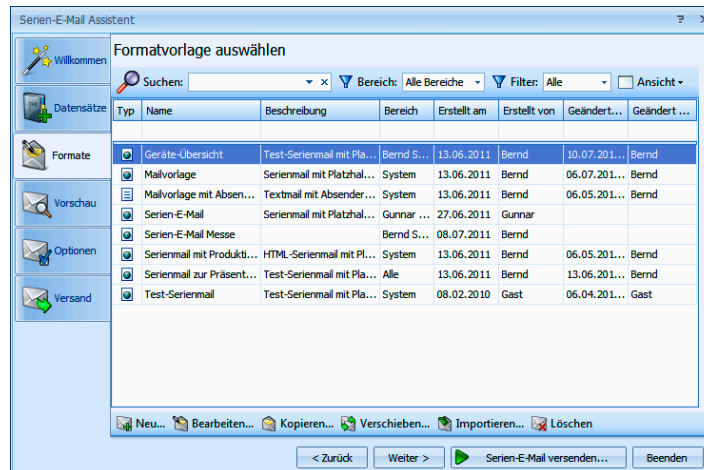 Serien-E-Mail Assistent
Willkommen
Datensätze
Formate
Vorschau
Optionen
Versand
Formatvorlage auswählen
Suchen: Bereich: Alle Bereiche Filter: Alle Ansicht
Typ Name Beschreibung Bereich Erstellt am Erstellt von Geändert... Geändert ...
Geräte-Übersicht Test-Serienmail mit Pla... Bernd S... 13.06.2011 Bernd 10.07.201... Bernd
Mailvorlage Serienmail mit Platzhal... System 13.06.2011 Bernd 06.07.201... Bernd
Mailvorlage mit Absen... Textmail mit Absender... System 13.06.2011 Bernd 06.05.201... Bernd
Serien-E-Mail Serienmail mit Platzhal... Gunnar ... 27.06.2011 Gunnar
Serien-E-Mail Messe Bernd S... 08.07.2011 Bernd
Serienmail mit Produkti... HTML-Serienmail mit Pl... System 13.06.2011 Bernd 06.05.201... Bernd
Serienmail zur Präsent... Test-Serienmail mit Pla... Alle 13.06.2011 Bernd 13.06.201... Bernd
Test-Serienmail Test-Serienmail mit Pla... System 08.02.2010 Gast 06.04.201... Gast
Neu... Bearbeiten... Kopieren... Verschieben... Importieren... Löschen
< Zurück Weiter > Serien-E-Mail versenden... Beenden